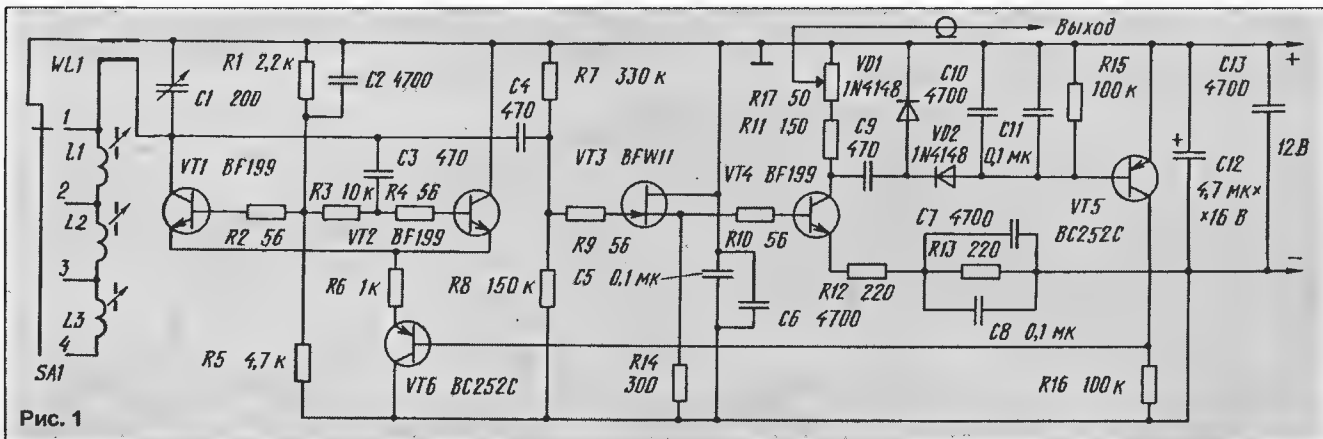 WL1
C1 200
R1 2,2к
C2 4700
C4
470
R7 330 к
Выход
VD1
1N4148
R17 50
R11 150
C10
4700
C9
470
VD2
1N4148
C11
0,1 мк
R15
100 к
C13
4700
+
12В
–
C12
4,7 мк×
×16 В
1
L1
2
L2
3
L3
4
SA1
VT1 BF199
C3 470
R3 10к
R4 56
R2 56
VT2 BF199
VT3 BFW11
R9 56
VT4 BF199
R10 56
C5 0,1 мк
C6
4700
C7 4700
R13
220
R12 220
C8 0,1 мк
VT5
BC252C
+
R6 1к
R8 150 к
R5 4,7 к
VT6 BC252C
R14
300
R16 100 к
Рис. 1